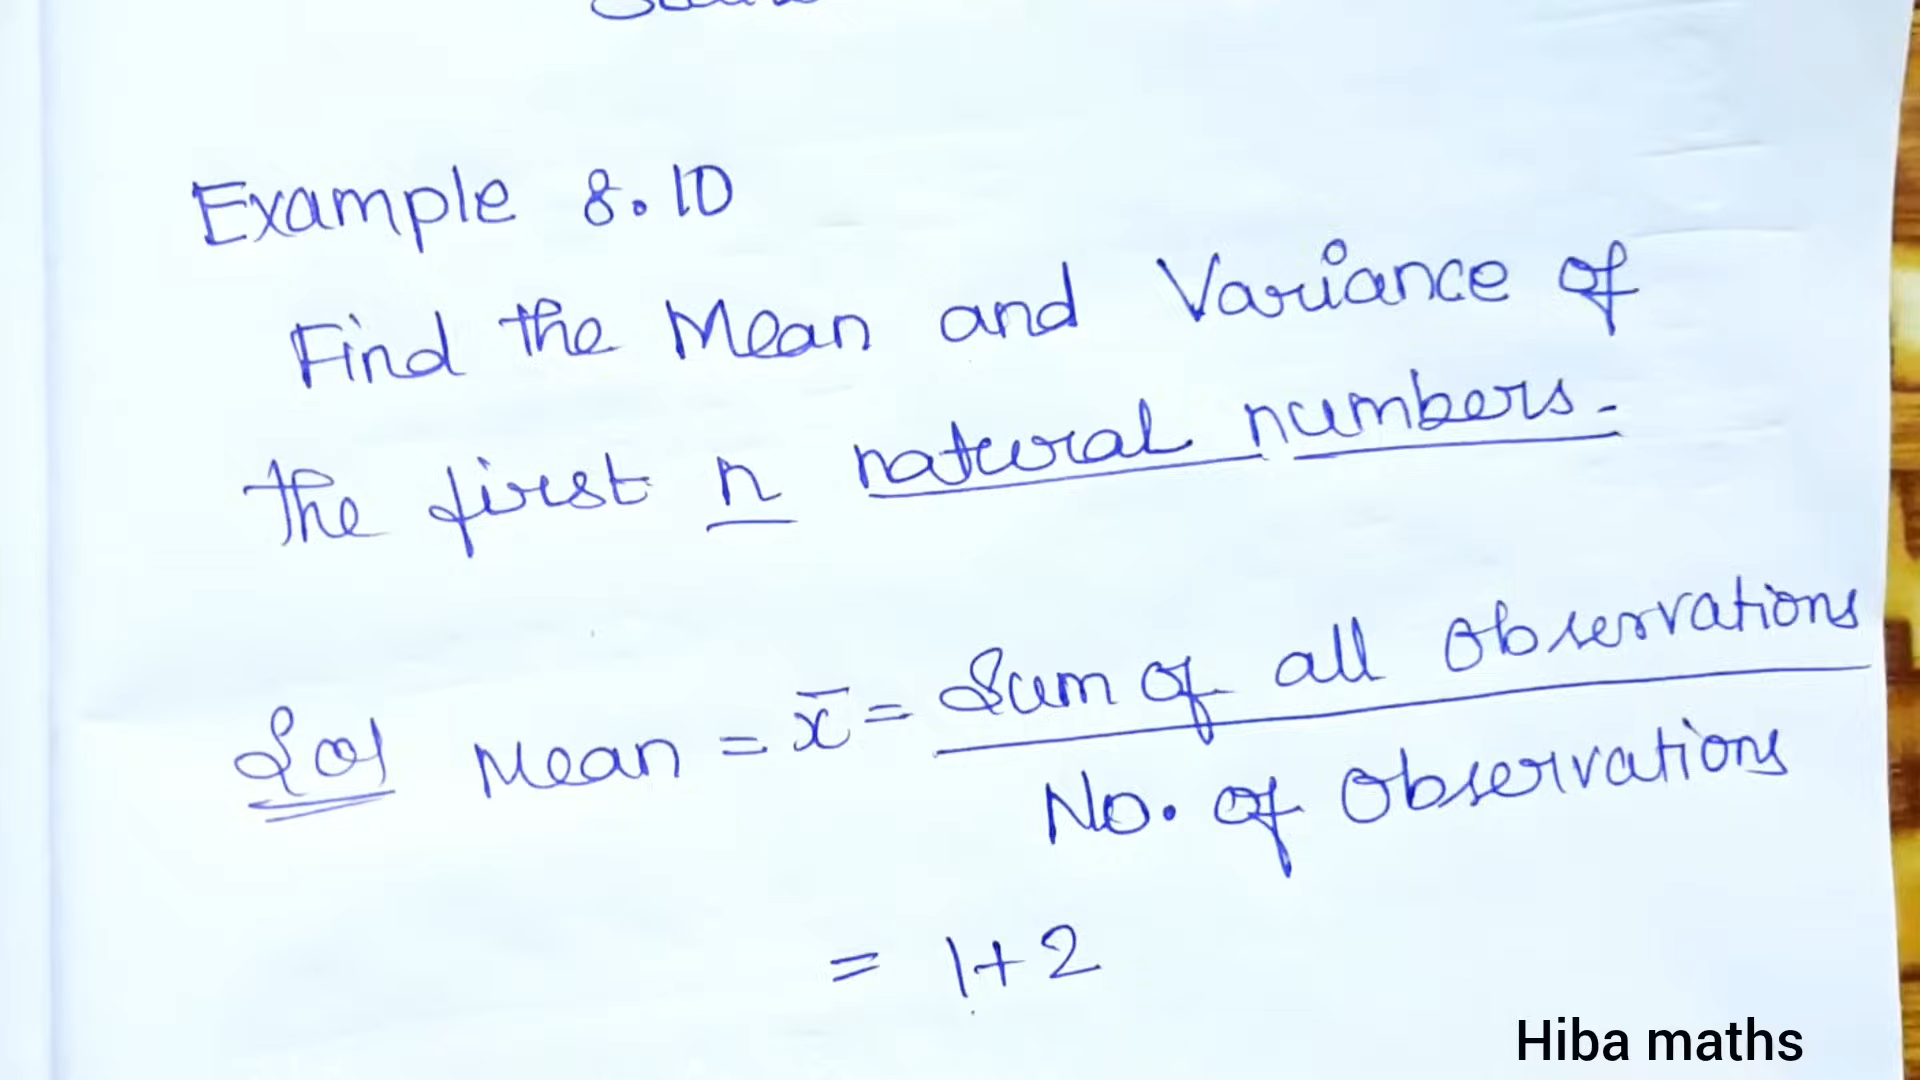 Example 8.10
Find the Mean and Variance of
the first n natural numbers.
Sol Mean = x̄ = Sum of all observations
No. of observations
= 1+2
Hiba maths